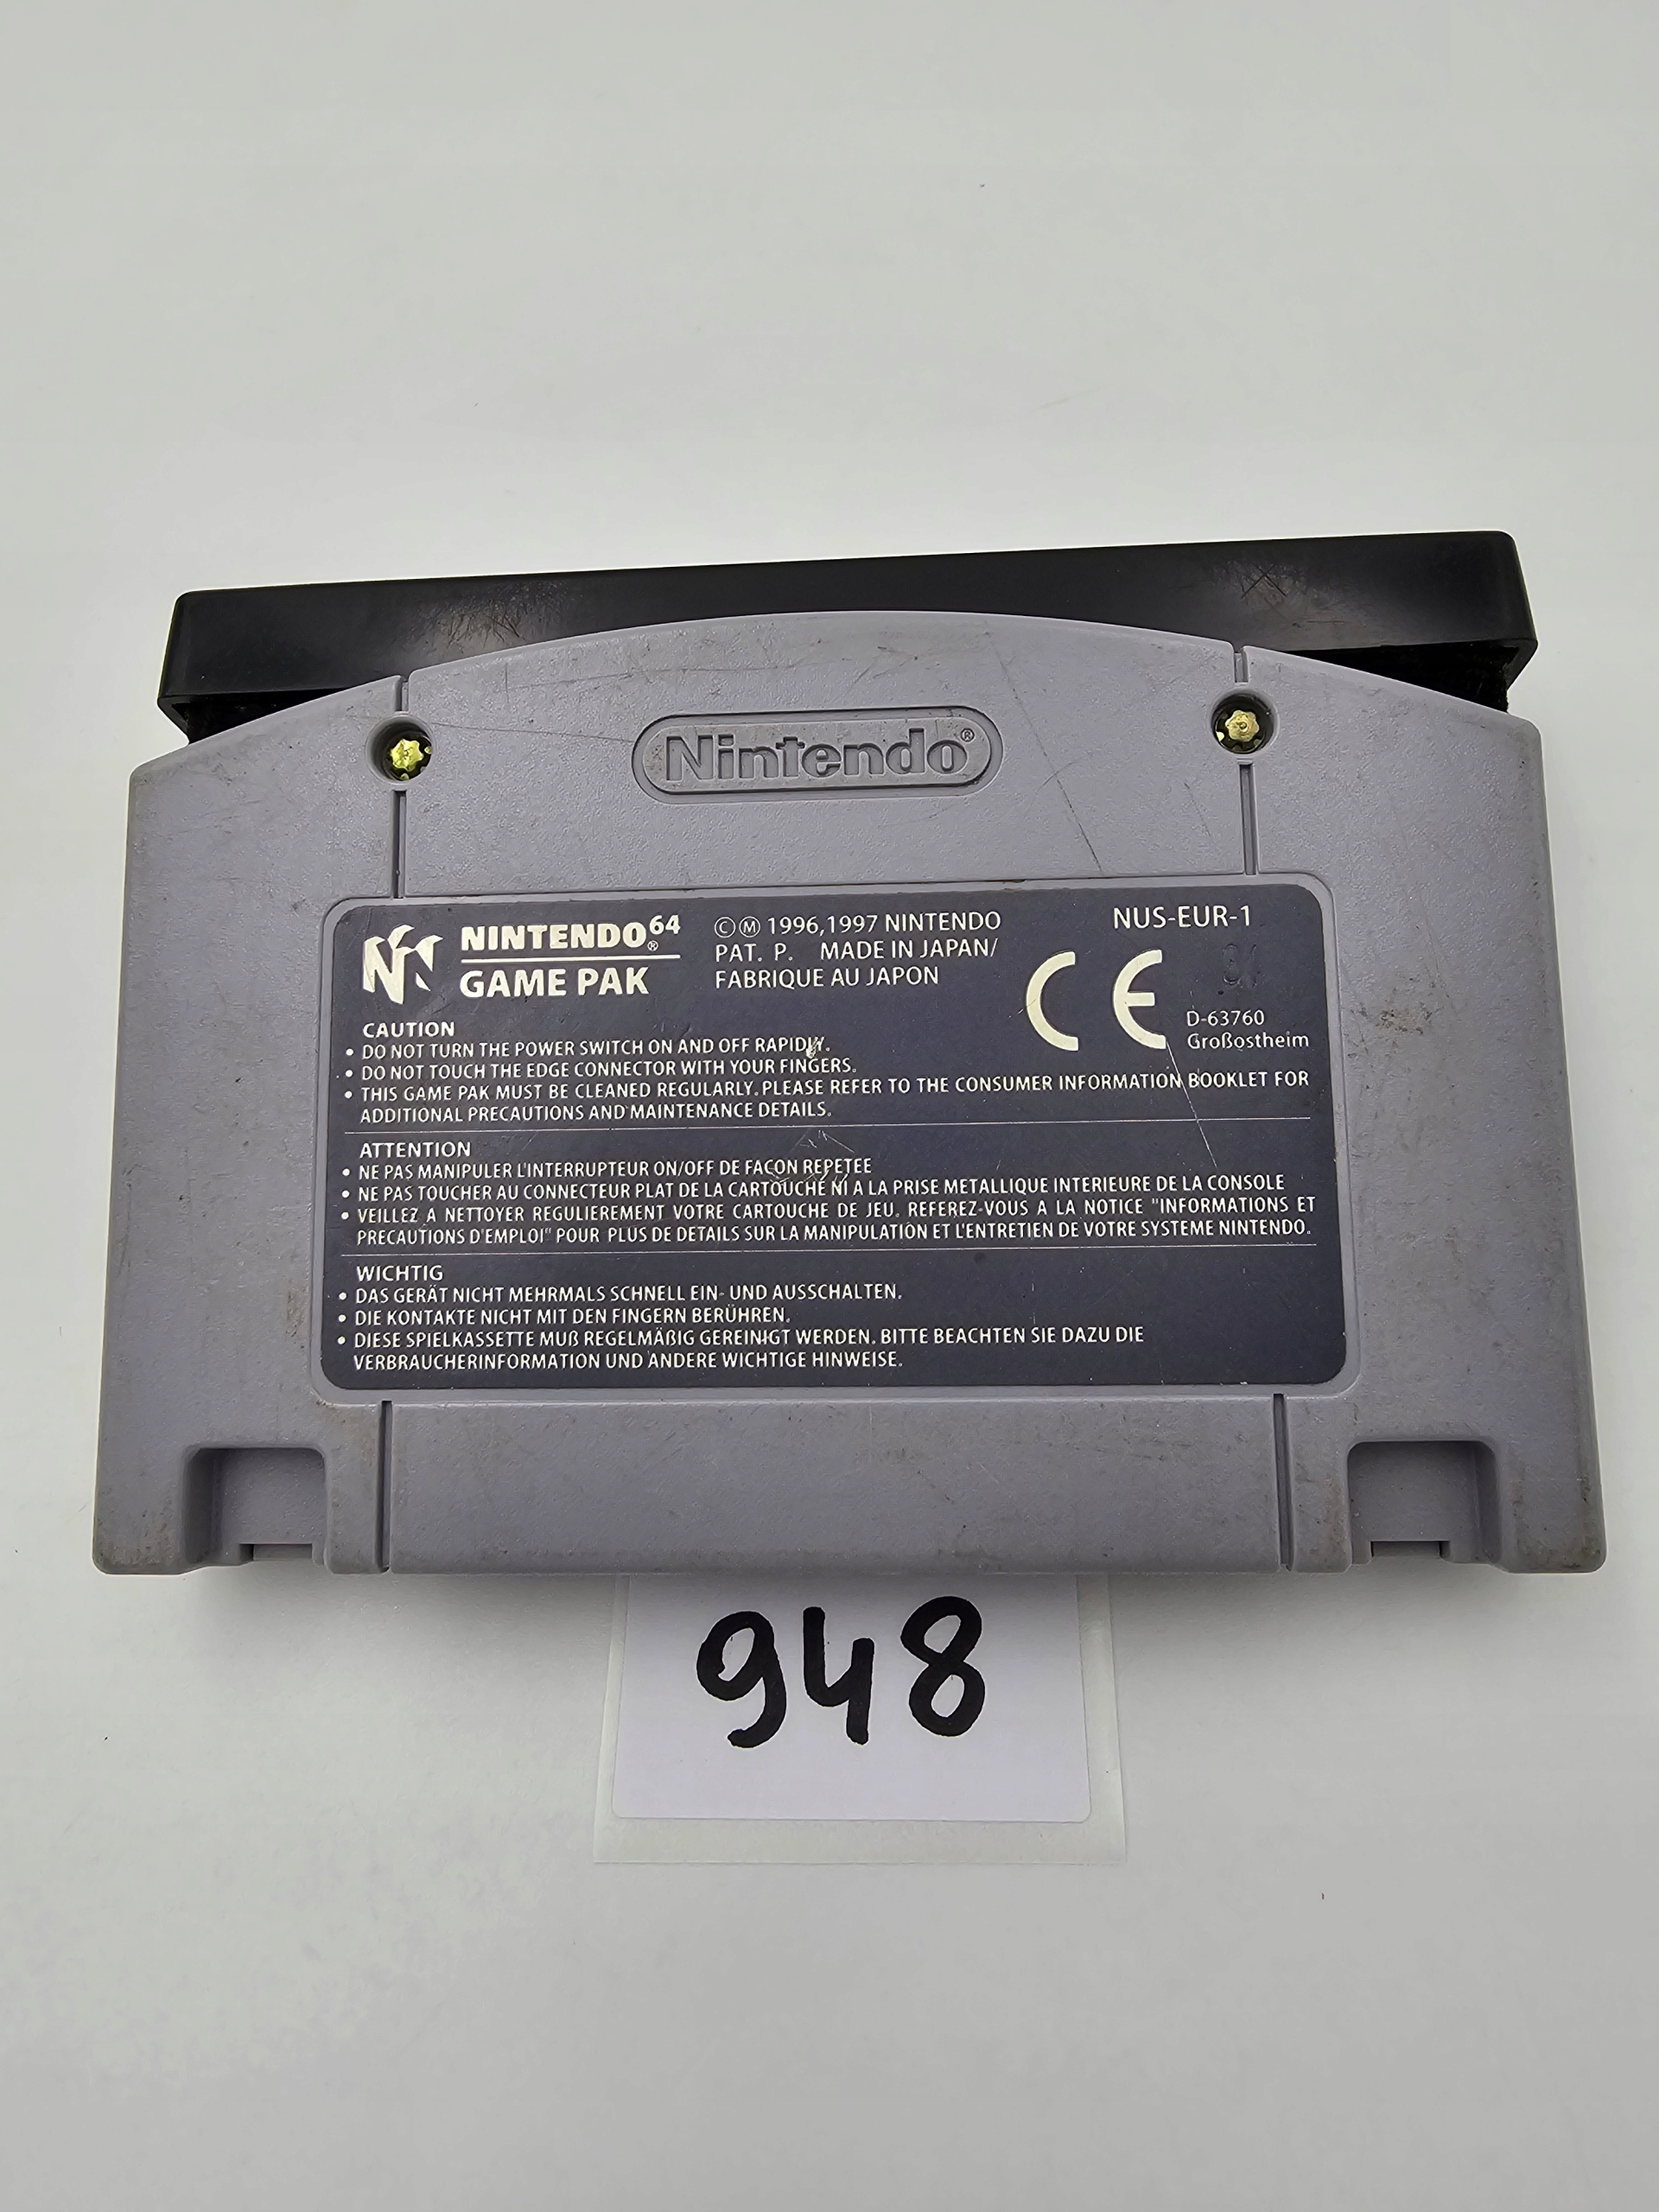 Nintendo®
NINTENDO64®
GAME PAK
ⒸⓂ 1996,1997 NINTENDO
PAT. P. MADE IN JAPAN/
FABRIQUE AU JAPON
NUS-EUR-1
CE
D-63760
Großostheim
CAUTION
• DO NOT TURN THE POWER SWITCH ON AND OFF RAPIDLY.
• DO NOT TOUCH THE EDGE CONNECTOR WITH YOUR FINGERS.
• THIS GAME PAK MUST BE CLEANED REGULARLY. PLEASE REFER TO THE CONSUMER INFORMATION BOOKLET FOR
ADDITIONAL PRECAUTIONS AND MAINTENANCE DETAILS.
ATTENTION
• NE PAS MANIPULER L'INTERRUPTEUR ON/OFF DE FACON REPETEE
• NE PAS TOUCHER AU CONNECTEUR PLAT DE LA CARTOUCHE NI A LA PRISE METALLIQUE INTERIEURE DE LA CONSOLE
• VEILLEZ A NETTOYER REGULIEREMENT VOTRE CARTOUCHE DE JEU. REFEREZ-VOUS A LA NOTICE "INFORMATIONS ET
PRECAUTIONS D'EMPLOI" POUR PLUS DE DETAILS SUR LA MANIPULATION ET L'ENTRETIEN DE VOTRE SYSTEME NINTENDO.
WICHTIG
• DAS GERÄT NICHT MEHRMALS SCHNELL EIN- UND AUSSCHALTEN.
• DIE KONTAKTE NICHT MIT DEN FINGERN BERÜHREN.
• DIESE SPIELKASSETTE MUß REGELMÄßIG GEREINIGT WERDEN. BITTE BEACHTEN SIE DAZU DIE
VERBRAUCHERINFORMATION UND ANDERE WICHTIGE HINWEISE.
948